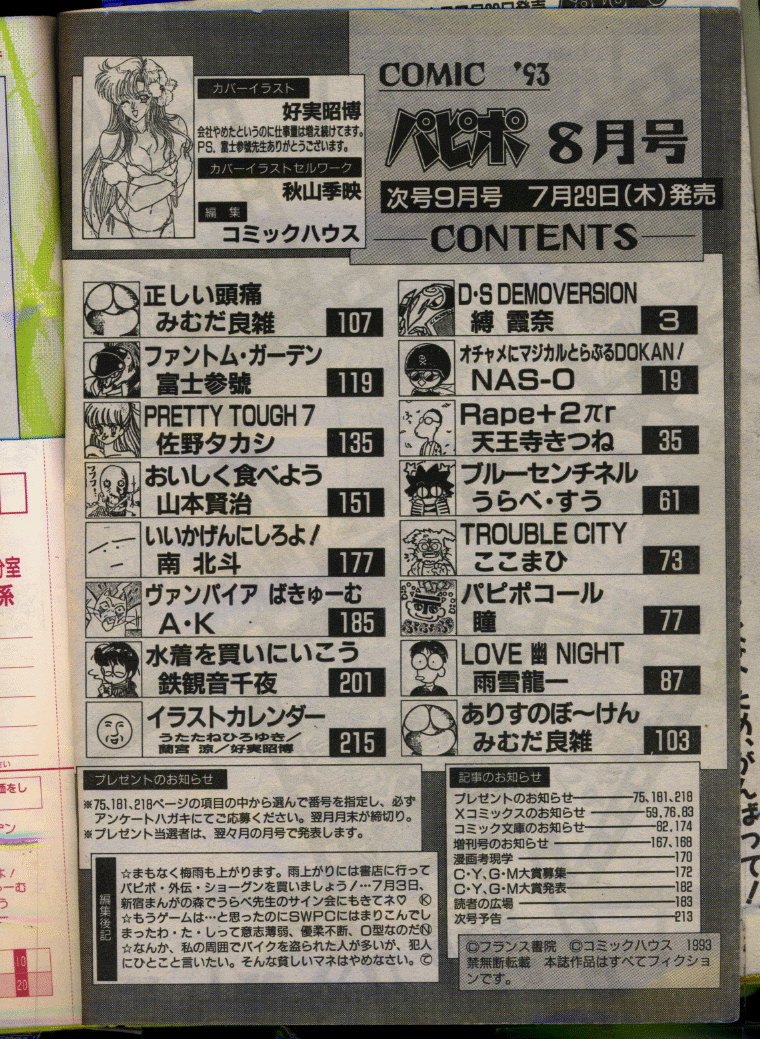 COMIC '93
パピポ 8月号
次号9月号 7月29日(木)発売
CONTENTS
カバーイラスト
好実昭博
会社やめたというのに仕事量は増え続けてます。
PS、富士参號先生ありがとうございます。
カバーイラストセルワーク
秋山季映
編集
コミックハウス
D・S DEMOVERSION
縛 霞奈 3
オチャメにマジカルとらぶるDOKAN!
NAS-O 19
Rape+2πr
天王寺きつね 35
ブルーセンチネル
うらべ・すう 61
TROUBLE CITY
ここまひ 73
パピポコール
瞳 77
LOVE 幽 NIGHT
雨雪龍一 87
ありすのぼ〜けん
みむだ良雑 103
正しい頭痛
みむだ良雑 107
ファントム・ガーデン
富士参號 119
PRETTY TOUGH 7
佐野タカシ 135
おいしく食べよう
山本賢治 151
いいかげんにしろよ!
南 北斗 177
ヴァンパイア ばきゅーむ
A・K 185
水着を買いにいこう
鉄観音千夜 201
イラストカレンダー
うたたねひろゆき/
蘭宮 涼/好実昭博 215
プレゼントのお知らせ
※75、181、218ページの項目の中から選んで番号を指定し、必ず
アンケートハガキにてご応募ください。翌月月末が締切り。
※プレゼント当選者は、翌々月の月号で発表します。
編集後記
☆まもなく梅雨も上がります。雨上がりには書店に行って
パピポ・外伝・ショーグンを買いましょう!…7月3日、
新宿まんがの森でうらべ先生のサイン会にもきてネ♡ Ⓚ
☆もうゲームは…と思ったのにSWPCにはまりこんでし
まったわ・た・しって意志薄弱、優柔不断、O型なのだⓃ
☆なんか、私の周囲でバイクを盗られた人が多いが、犯人
にひとこと言いたい。そんな貧しいマネはやめなさい。Ⓒ
記事のお知らせ
プレゼントのお知らせ 75、181、218
Xコミックスのお知らせ 59、76、83
コミック文庫のお知らせ 82、174
増刊号のお知らせ 167、168
漫画考現学 170
C・Y、G・M大賞募集 172
C・Y、G・M大賞発表 182
読者の広場 183
次号予告 213
©フランス書院 ©コミックハウス 1993
禁無断転載 本誌作品はすべてフィクショ
ンです。
10
20